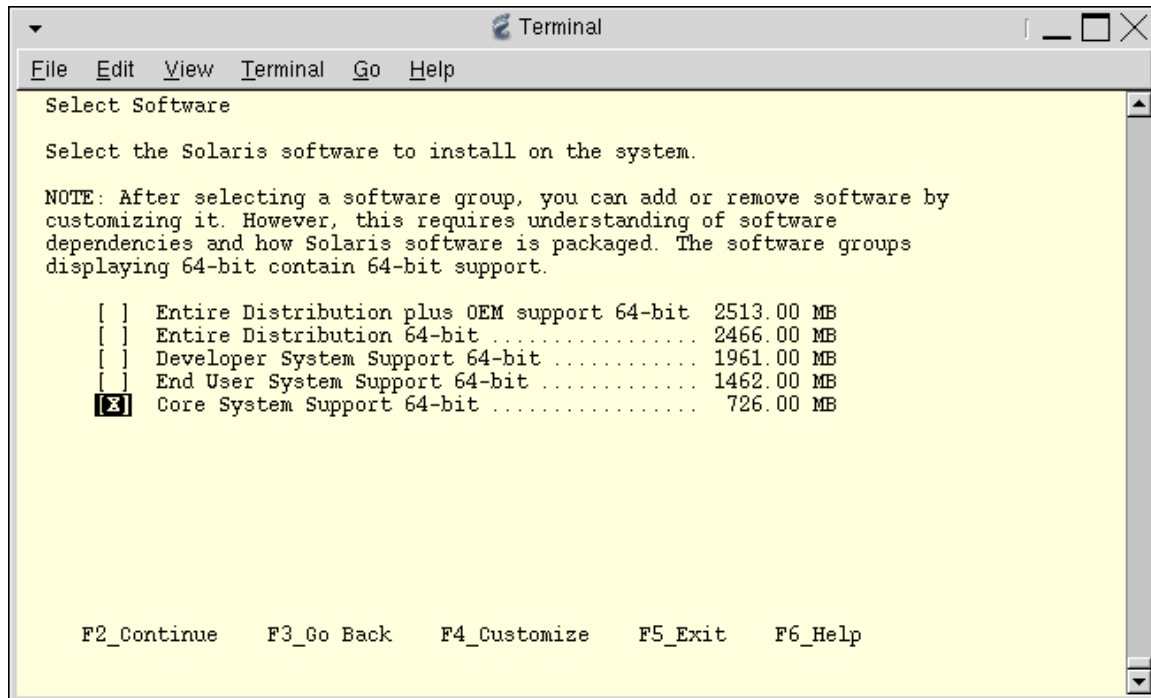 Terminal
File Edit View Terminal Go Help
Select Software
Select the Solaris software to install on the system.
NOTE: After selecting a software group, you can add or remove software by
customizing it. However, this requires understanding of software
dependencies and how Solaris software is packaged. The software groups
displaying 64-bit contain 64-bit support.
[ ] Entire Distribution plus OEM support 64-bit 2513.00 MB
[ ] Entire Distribution 64-bit ................. 2466.00 MB
[ ] Developer System Support 64-bit ............ 1961.00 MB
[ ] End User System Support 64-bit ............. 1462.00 MB
[X] Core System Support 64-bit ................. 726.00 MB
F2_Continue F3_Go Back F4_Customize F5_Exit F6_Help